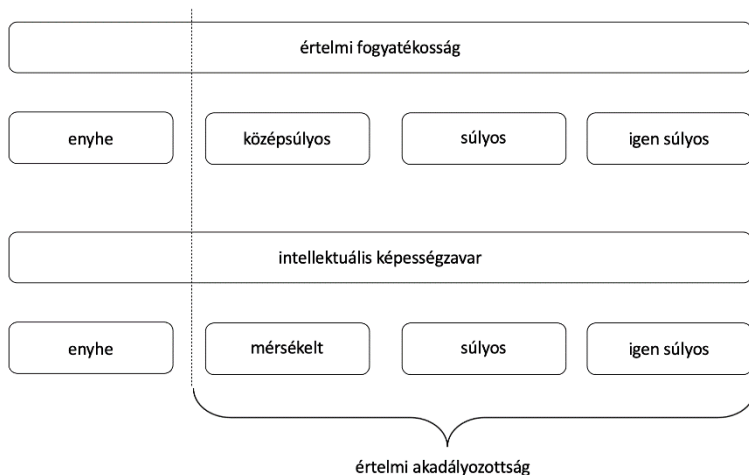 értelmi fogyatékosság
enyhe középsúlyos súlyos igen súlyos
intellektuális képességzavar
enyhe mérsékelt súlyos igen súlyos
értelmi akadályozottság